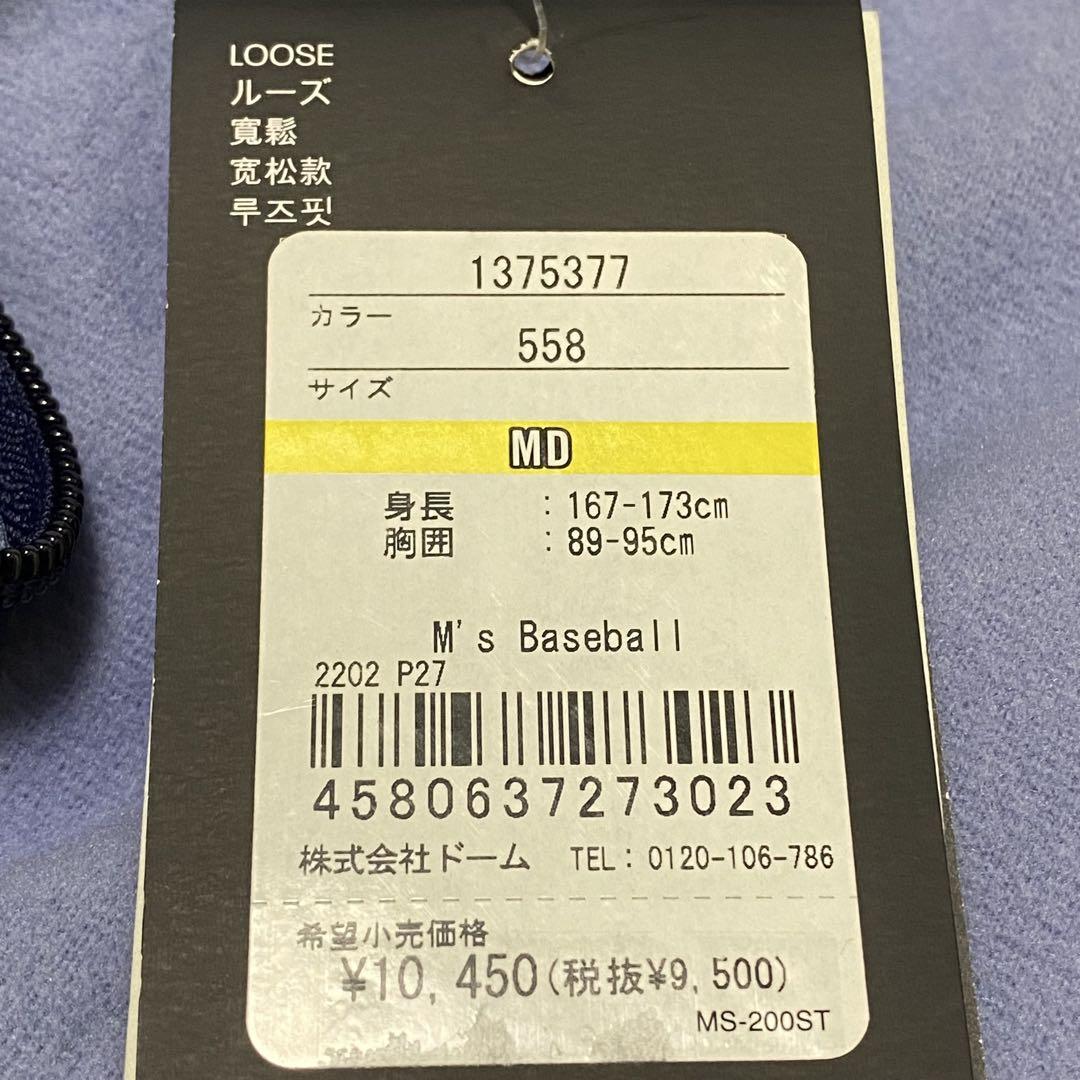 LOOSE
ルーズ
寬鬆
宽松款
루즈핏
1375377
カラー
558
サイズ
MD
身長 : 167-173cm
胸囲 : 89-95cm
M's Baseball
2202 P27
4580637273023
株式会社ドーム TEL: 0120-106-786
希望小売価格
¥10,450(税抜¥9,500)
MS-200ST